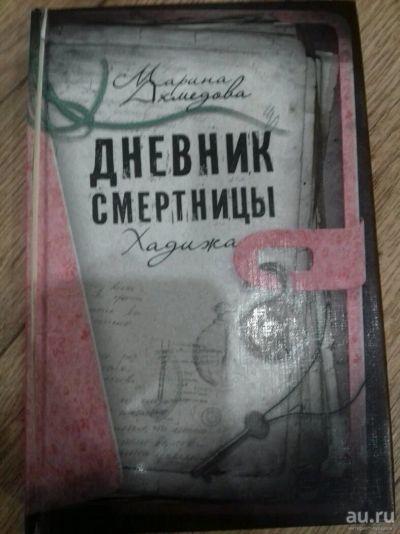 Марина
Ахмедова
ДНЕВНИК
СМЕРТНИЦЫ
Хадижа
au.ru